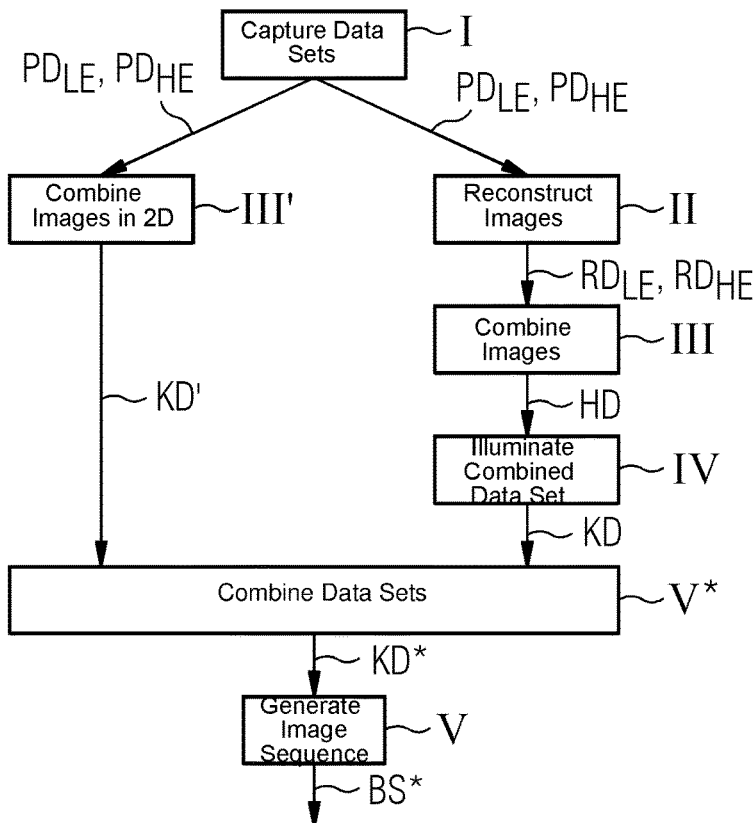 Capture Data
Sets
I
PDLE, PDHE
PDLE, PDHE
Combine
Images in 2D
III'
Reconstruct
Images
II
RDLE, RDHE
Combine
Images
III
KD'
HD
Illuminate
Combined
Data Set
IV
KD
Combine Data Sets
V*
KD*
Generate
Image
Sequence
V
BS*